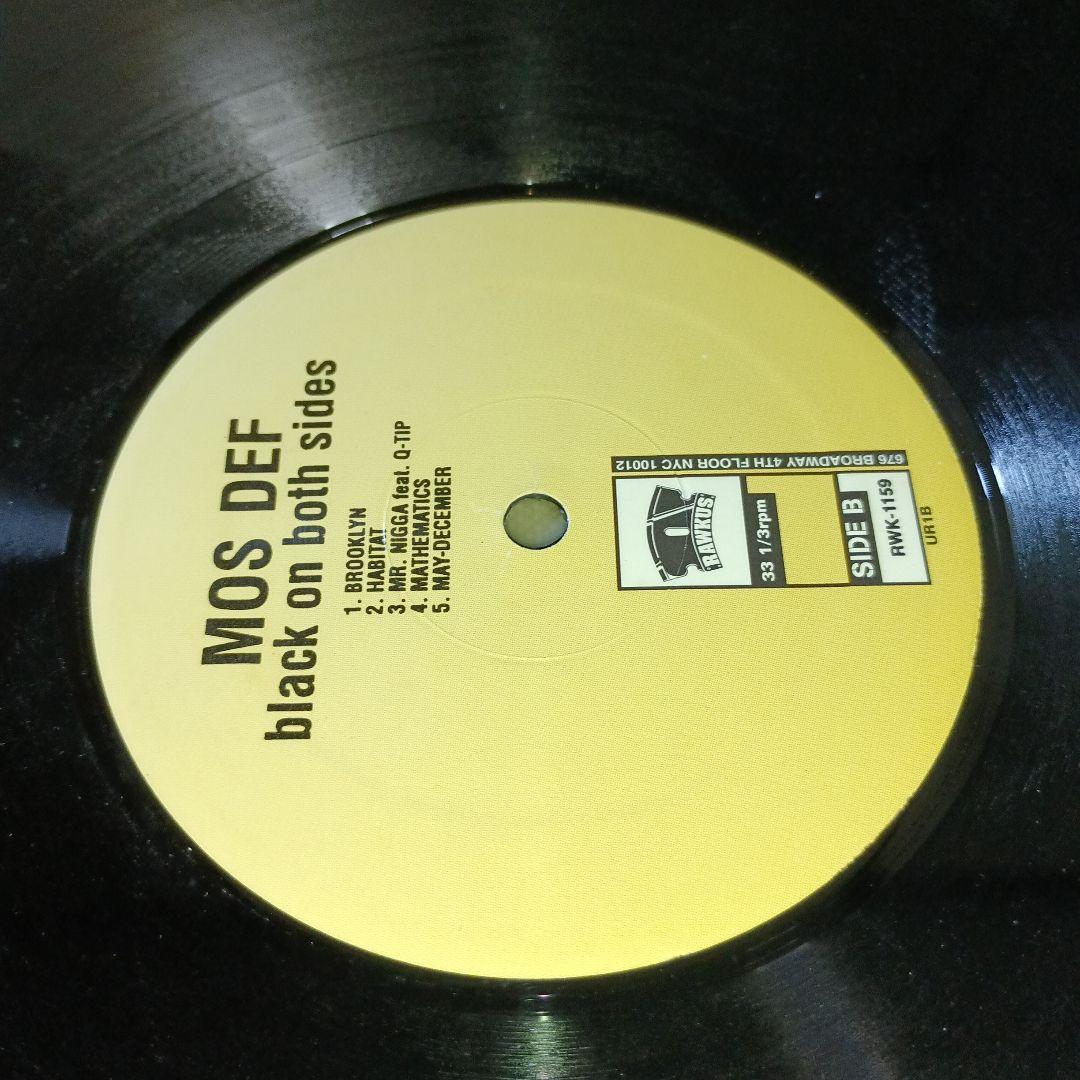 MOS DEF
black on both sides
1. BROOKLYN
2. HABITAT
3. MR. NIGGA feat. Q-TIP
4. MATHEMATICS
5. MAY-DECEMBER
676 BROADWAY 4TH FLOOR NYC 10012
RAWKUS
33 1/3rpm
SIDE B
RWK-1159
UR1B